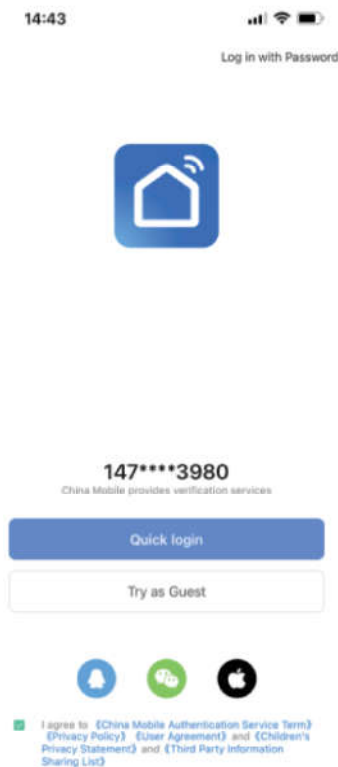 14:43
Log in with Password
147****3980
China Mobile provides verification services
Quick login
Try as Guest
I agree to 《China Mobile Authentication Service Term》
《Privacy Policy》 《User Agreement》 and 《Children's
Privacy Statement》 and 《Third Party Information
Sharing List》